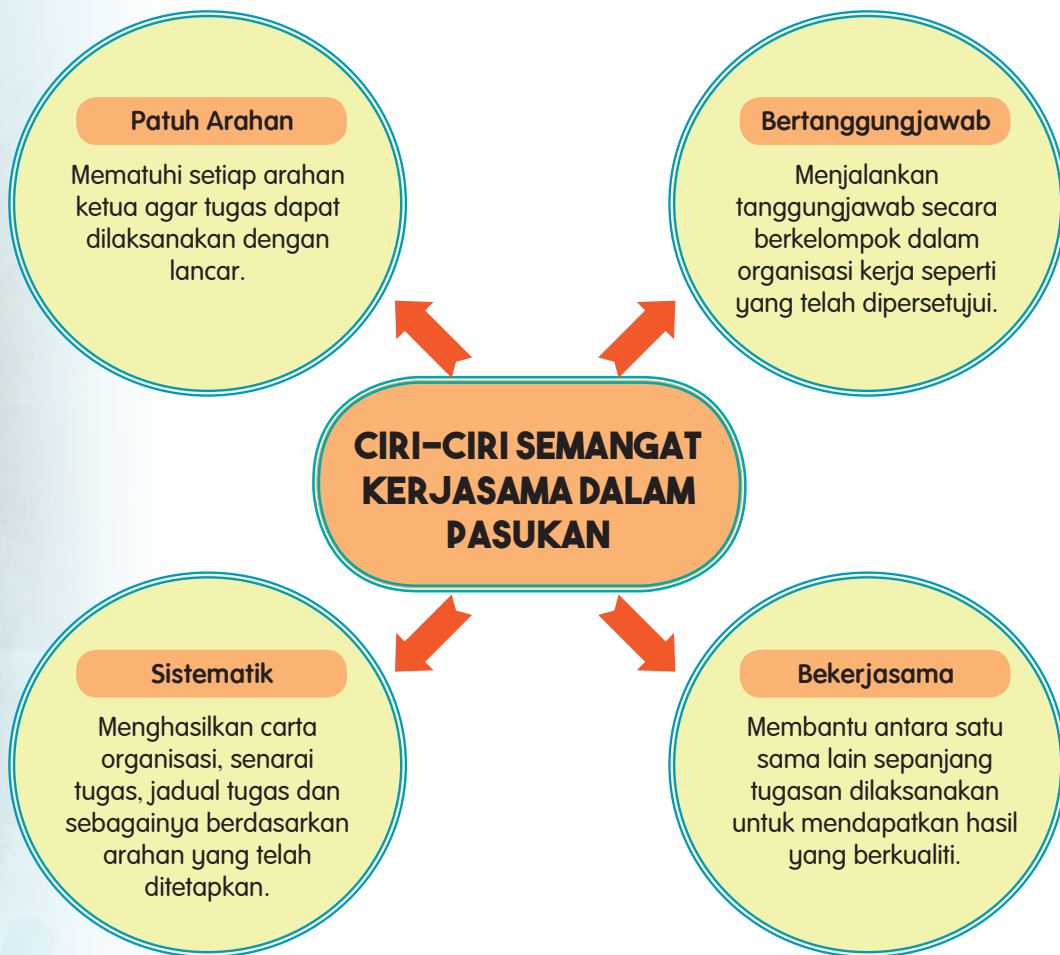 Patuh Arahan
Mematuhi setiap arahan
ketua agar tugas dapat
dilaksanakan dengan
lancar.
Bertanggungjawab
Menjalankan
tanggungjawab secara
berkelompok dalam
organisasi kerja seperti
yang telah dipersetujui.
CIRI-CIRI SEMANGAT
KERJASAMA DALAM
PASUKAN
Sistematik
Menghasilkan carta
organisasi, senarai
tugas, jadual tugas dan
sebagainya berdasarkan
arahan yang telah
ditetapkan.
Bekerjasama
Membantu antara satu
sama lain sepanjang
tugasan dilaksanakan
untuk mendapatkan hasil
yang berkualiti.